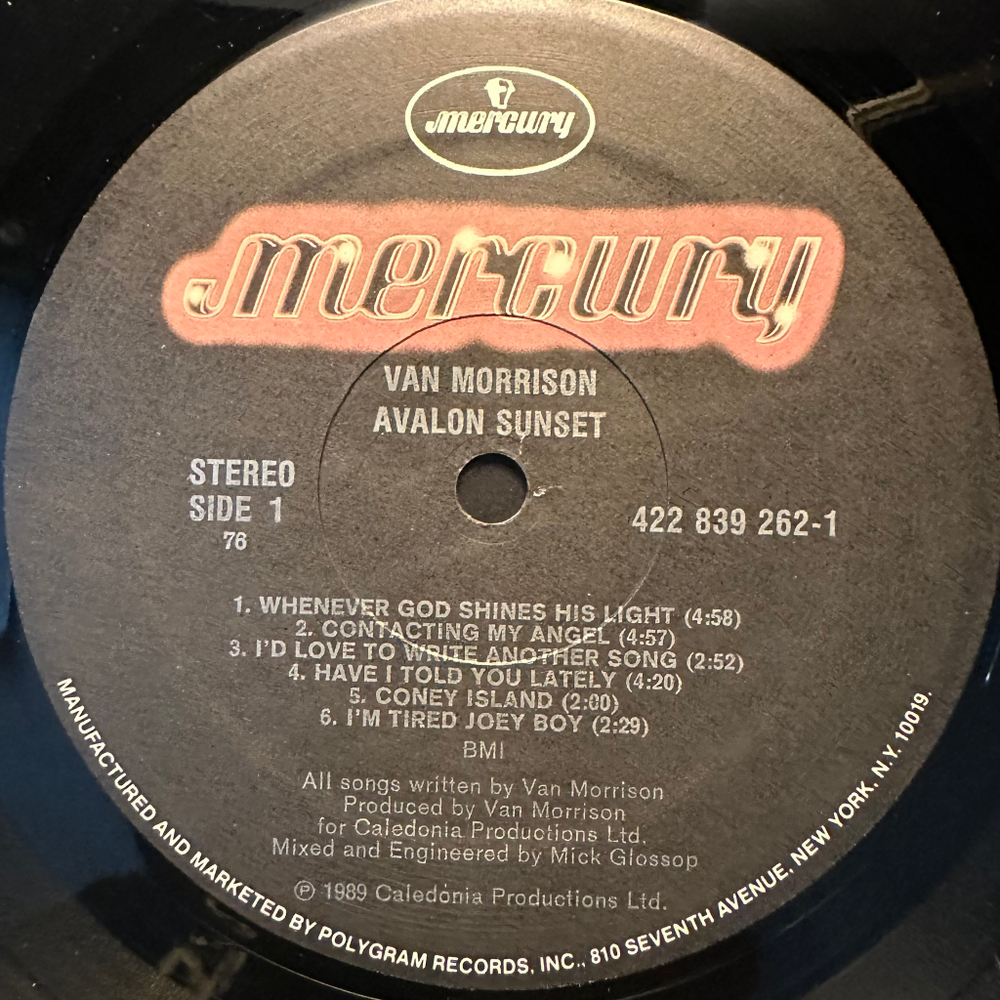 mercury
mercury
VAN MORRISON
AVALON SUNSET
STEREO
SIDE 1
76
422 839 262-1
1. WHENEVER GOD SHINES HIS LIGHT (4:58)
2. CONTACTING MY ANGEL (4:57)
3. I'D LOVE TO WRITE ANOTHER SONG (2:52)
4. HAVE I TOLD YOU LATELY (4:20)
5. CONEY ISLAND (2:00)
6. I'M TIRED JOEY BOY (2:29)
BMI
All songs written by Van Morrison
Produced by Van Morrison
for Caledonia Productions Ltd.
Mixed and Engineered by Mick Glossop
℗ 1989 Caledonia Productions Ltd.
MANUFACTURED AND MARKETED BY POLYGRAM RECORDS, INC., 810 SEVENTH AVENUE, NEW YORK, N.Y. 10019.